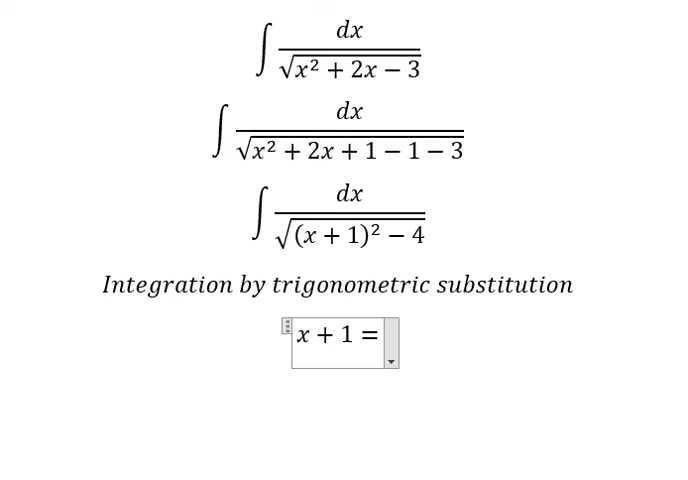 ∫ dx / √(x² + 2x − 3)
∫ dx / √(x² + 2x + 1 − 1 − 3)
∫ dx / √((x + 1)² − 4)
Integration by trigonometric substitution
x + 1 =